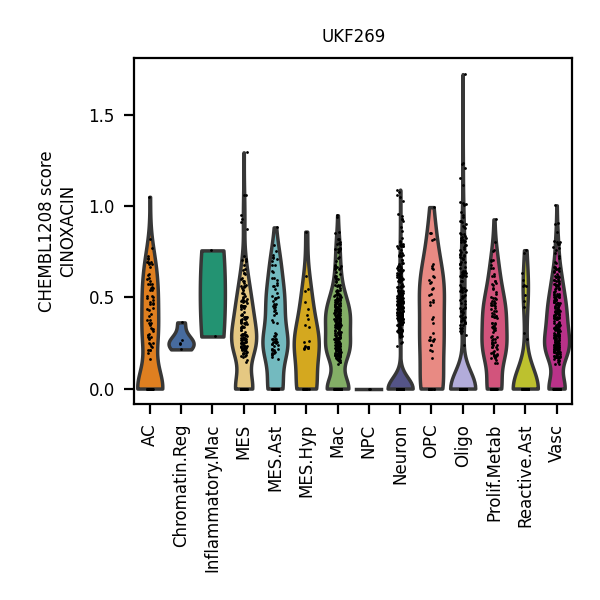 UKF269
CHEMBL1208 score
CINOXACIN
1.5
1.0
0.5
0.0
AC
Chromatin.Reg
Inflammatory.Mac
MES
MES.Ast
MES.Hyp
Mac
NPC
Neuron
OPC
Oligo
Prolif.Metab
Reactive.Ast
Vasc